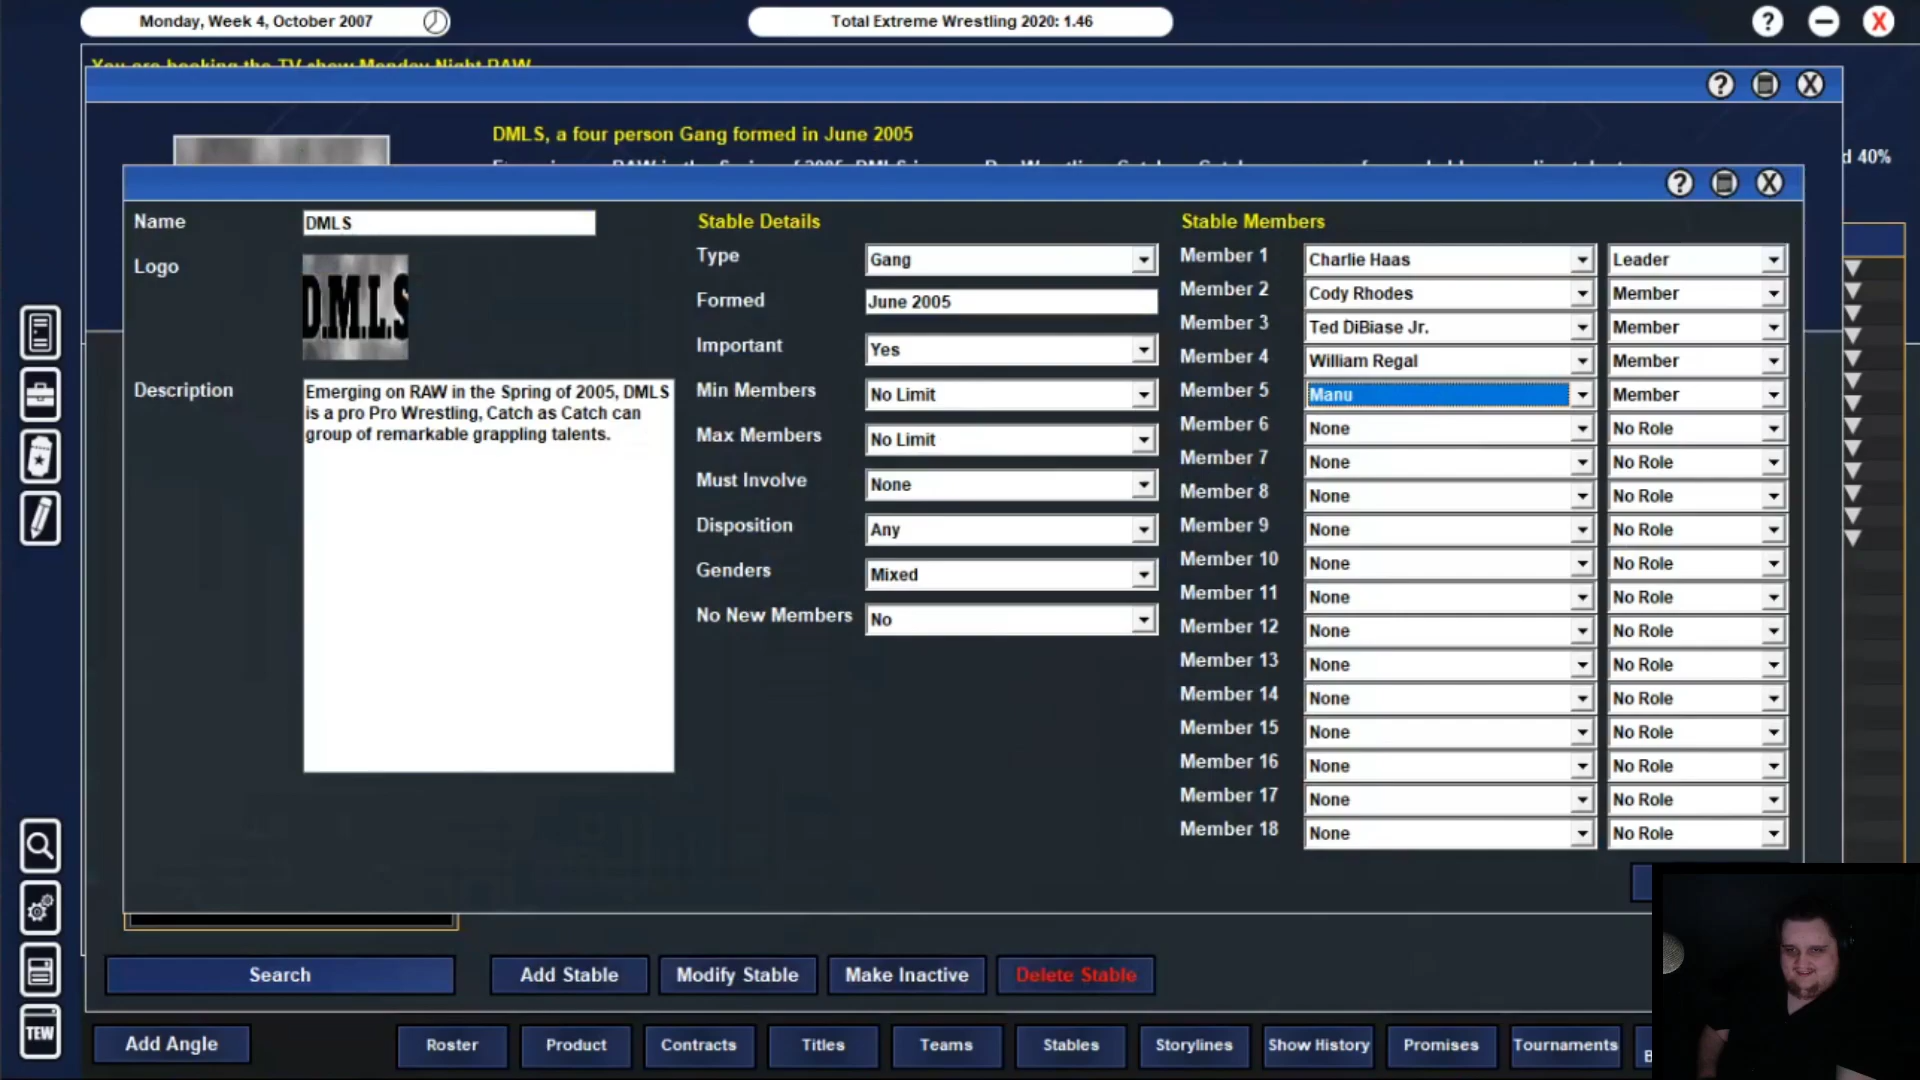 Monday, Week 4, October 2007
Total Extreme Wrestling 2020: 1.46
? X
You are booking the TV show Monday Night RAW
? X
DMLS, a four person Gang formed in June 2005
d 40%
? X
Name
DMLS
Logo
D.M.L.S
Description
Emerging on RAW in the Spring of 2005, DMLS
is a pro Pro Wrestling, Catch as Catch can
group of remarkable grappling talents.
Stable Details
Type
Gang
Formed
June 2005
Important
Yes
Min Members
No Limit
Max Members
No Limit
Must Involve
None
Disposition
Any
Genders
Mixed
No New Members
No
Stable Members
Member 1 Charlie Haas Leader
Member 2 Cody Rhodes Member
Member 3 Ted DiBiase Jr. Member
Member 4 William Regal Member
Member 5 Manu Member
Member 6 None No Role
Member 7 None No Role
Member 8 None No Role
Member 9 None No Role
Member 10 None No Role
Member 11 None No Role
Member 12 None No Role
Member 13 None No Role
Member 14 None No Role
Member 15 None No Role
Member 16 None No Role
Member 17 None No Role
Member 18 None No Role
TEW
Search
Add Stable
Modify Stable
Make Inactive
Delete Stable
Add Angle
Roster
Product
Contracts
Titles
Teams
Stables
Storylines
Show History
Promises
Tournaments